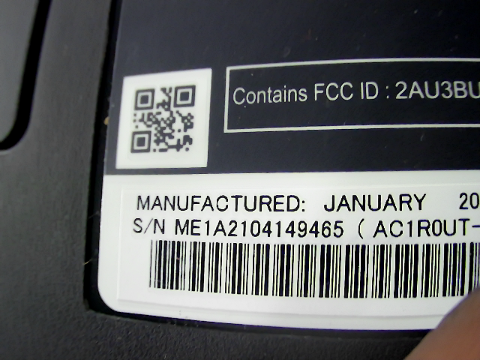 Contains FCC ID : 2AU3BU
MANUFACTURED: JANUARY 20
S/N ME1A2104149465 ( AC1R0UT-